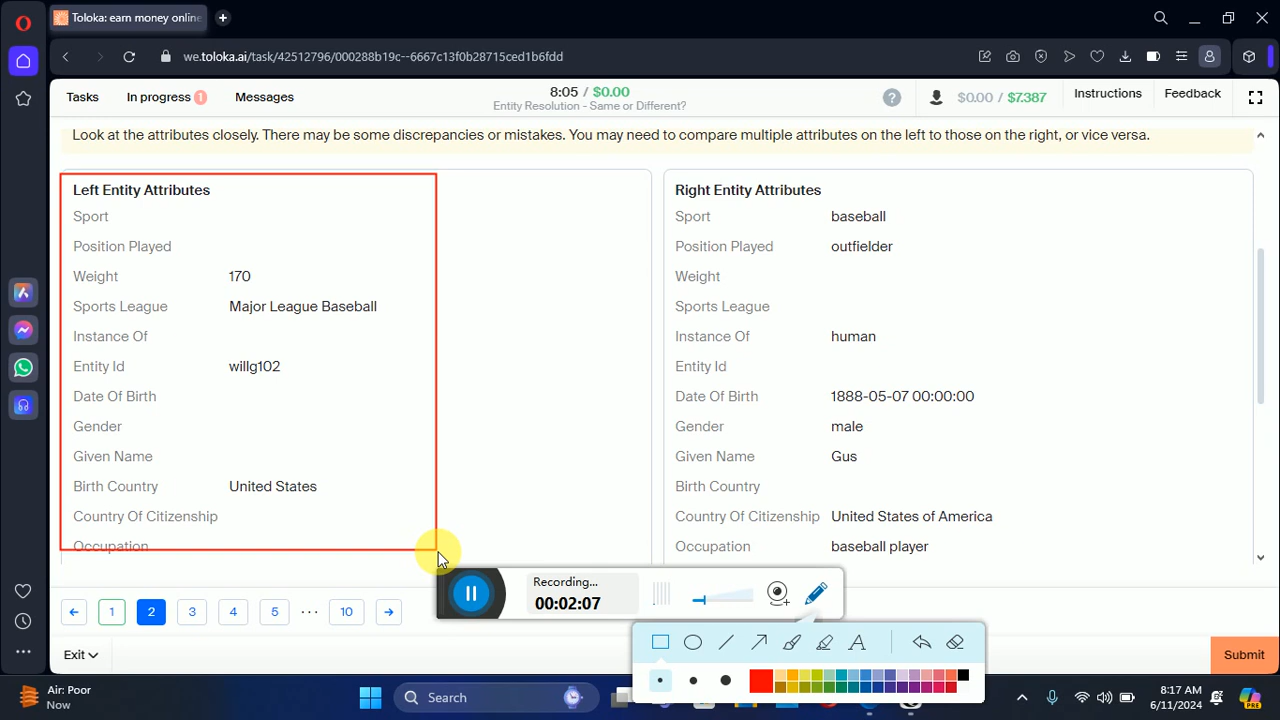 Toloka: earn money online
we.toloka.ai/task/42512796/000288b19c--6667c13f0b28715ced1b6fdd
Tasks
In progress 1
Messages
8:05 / $0.00
Entity Resolution - Same or Different?
$0.00 / $7.387
Instructions
Feedback
Look at the attributes closely. There may be some discrepancies or mistakes. You may need to compare multiple attributes on the left to those on the right, or vice versa.
Left Entity Attributes
Sport
Position Played
Weight 170
Sports League Major League Baseball
Instance Of
Entity Id willg102
Date Of Birth
Gender
Given Name
Birth Country United States
Country Of Citizenship
Occupation
Right Entity Attributes
Sport baseball
Position Played outfielder
Weight
Sports League
Instance Of human
Entity Id
Date Of Birth 1888-05-07 00:00:00
Gender male
Given Name Gus
Birth Country
Country Of Citizenship United States of America
Occupation baseball player
Recording...
00:02:07
1 2 3 4 5 ... 10
Exit
Submit
A
Air: Poor
Now
Search
8:17 AM
6/11/2024
PRE